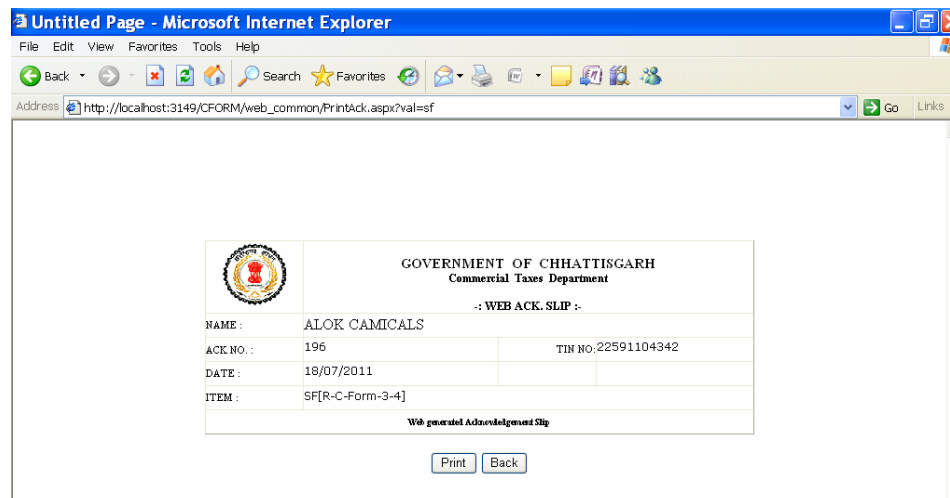 Untitled Page - Microsoft Internet Explorer
File Edit View Favorites Tools Help
Back Search Favorites
Address http://localhost:3149/CFORM/web_common/PrintAck.aspx?val=sf Go Links
GOVERNMENT OF CHHATTISGARH
Commercial Taxes Department
-: WEB ACK. SLIP :-
NAME : ALOK CAMICALS
ACK NO. : 196 TIN NO: 22591104342
DATE : 18/07/2011
ITEM : SF[R-C-Form-3-4]
Web generated Acknowledgement Slip
Print Back